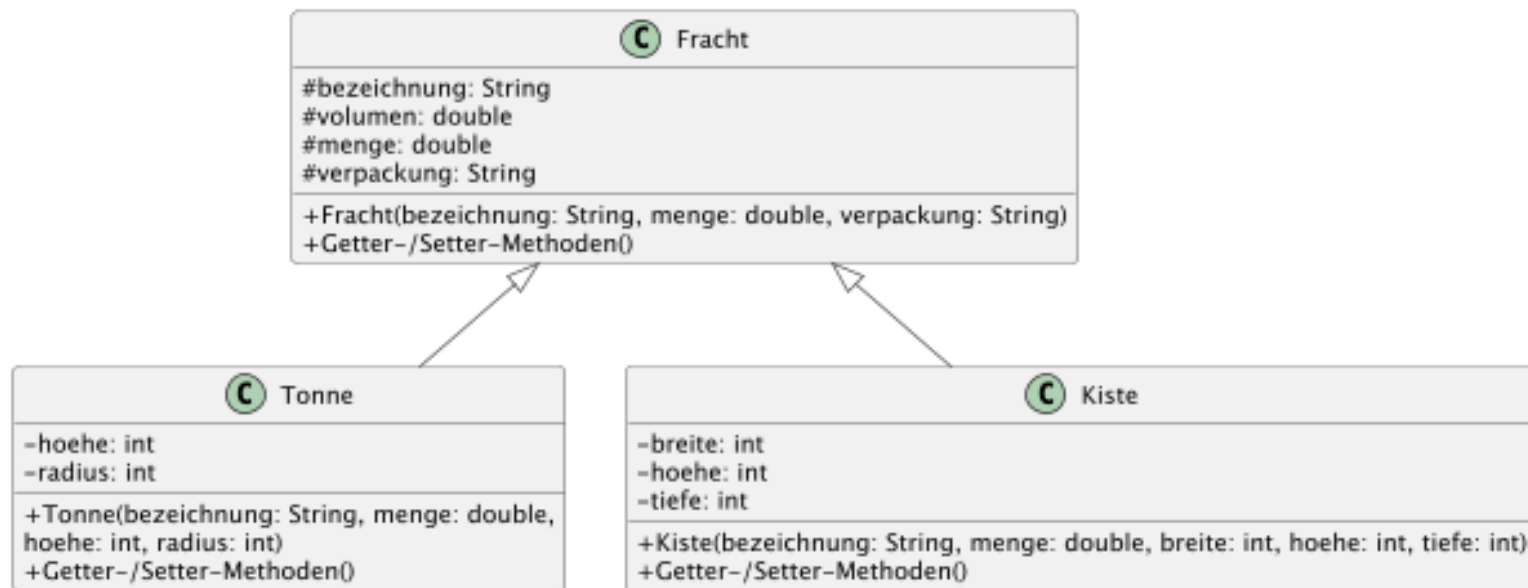 C Fracht
#bezeichnung: String
#volumen: double
#menge: double
#verpackung: String
+Fracht(bezeichnung: String, menge: double, verpackung: String)
+Getter-/Setter-Methoden()
C Tonne
-hoehe: int
-radius: int
+Tonne(bezeichnung: String, menge: double,
hoehe: int, radius: int)
+Getter-/Setter-Methoden()
C Kiste
-breite: int
-hoehe: int
-tiefe: int
+Kiste(bezeichnung: String, menge: double, breite: int, hoehe: int, tiefe: int)
+Getter-/Setter-Methoden()